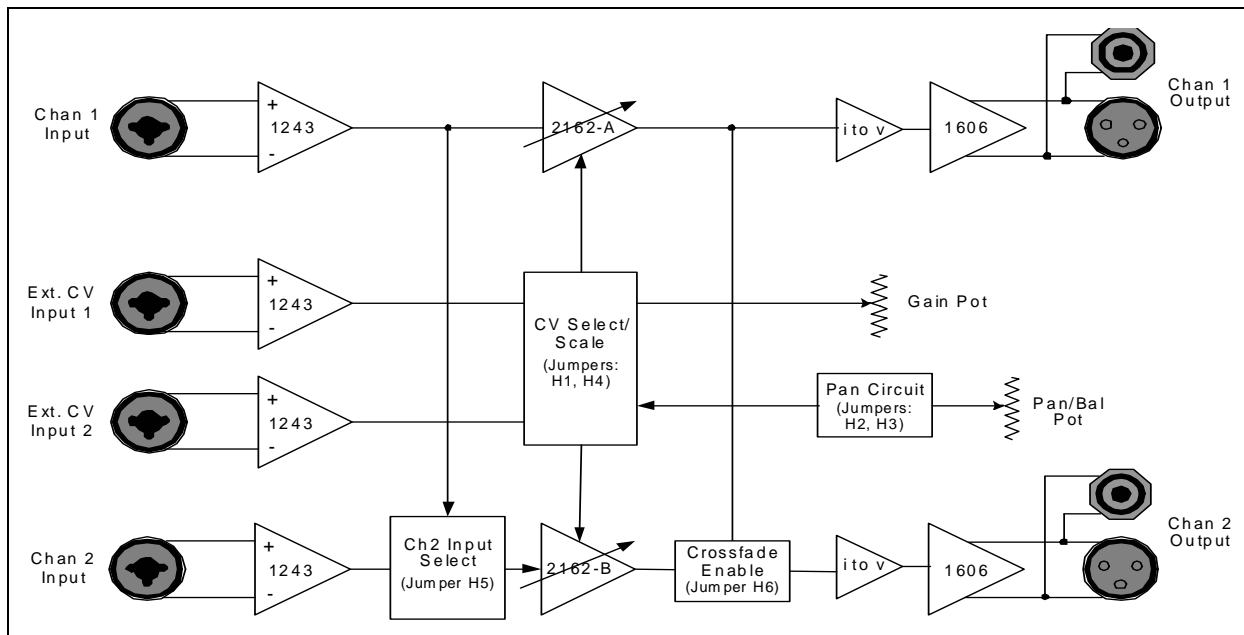 Chan 1
Input
+
1243
-
2162-A
i to v
1606
Chan 1
Output
Ext. CV
Input 1
+
1243
-
CV Select/
Scale
(Jumpers:
H1, H4)
Gain Pot
Ext. CV
Input 2
+
1243
-
Pan Circuit
(Jumpers:
H2, H3)
Pan/Bal
Pot
Chan 2
Input
+
1243
-
Ch2 Input
Select
(Jumper H5)
2162-B
Crossfade
Enable
(Jumper H6)
i to v
1606
Chan 2
Output